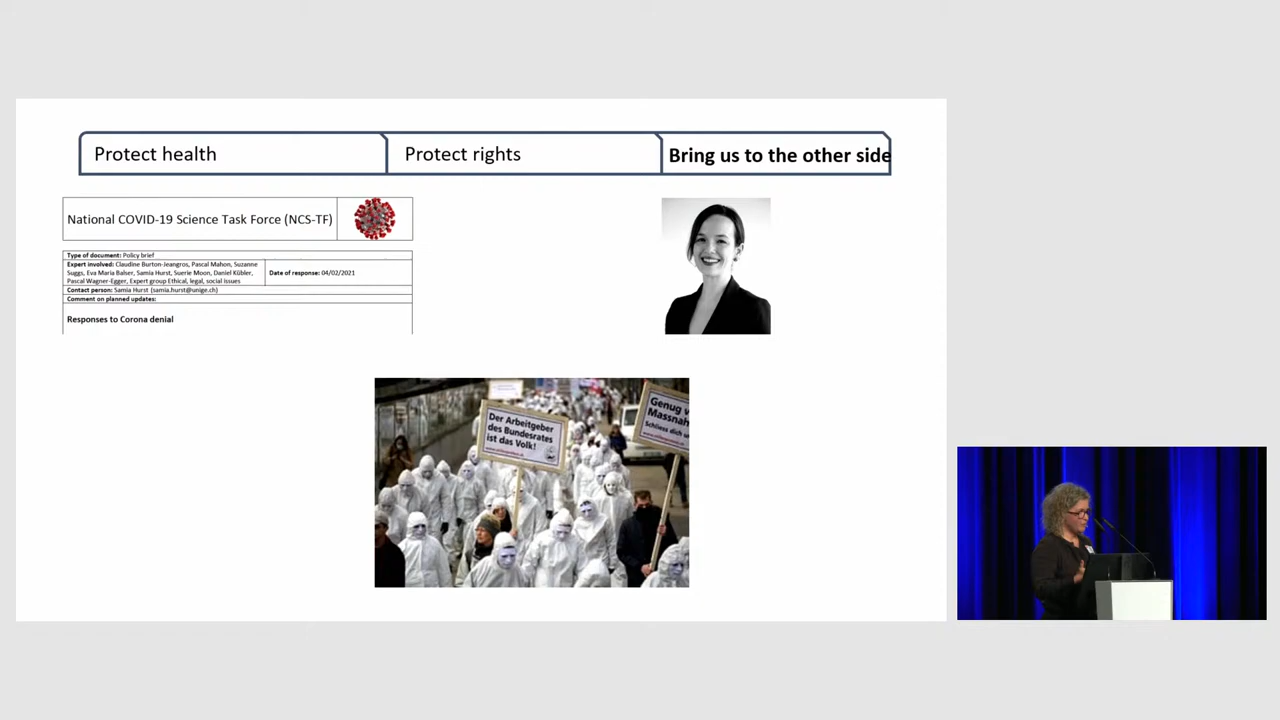 Protect health
Protect rights
Bring us to the other side
National COVID-19 Science Task Force (NCS-TF)
Type of document: Policy brief
Expert involved: Claudine Burton-Jeangros, Pascal Mahon, Suzanne
Suggs, Eva Maria Balser, Samia Hurst, Suerie Moon, Daniel Kübler,
Pascal Wagner-Egger, Expert group Ethical, legal, social issues
Date of response: 04/02/2021
Contact person: Samia Hurst (samia.hurst@unige.ch)
Comment on planned updates:
Responses to Corona denial
Der Arbeitgeber
des Bundesrates
ist das Volk!
Genug
Massnah
Schliess dich